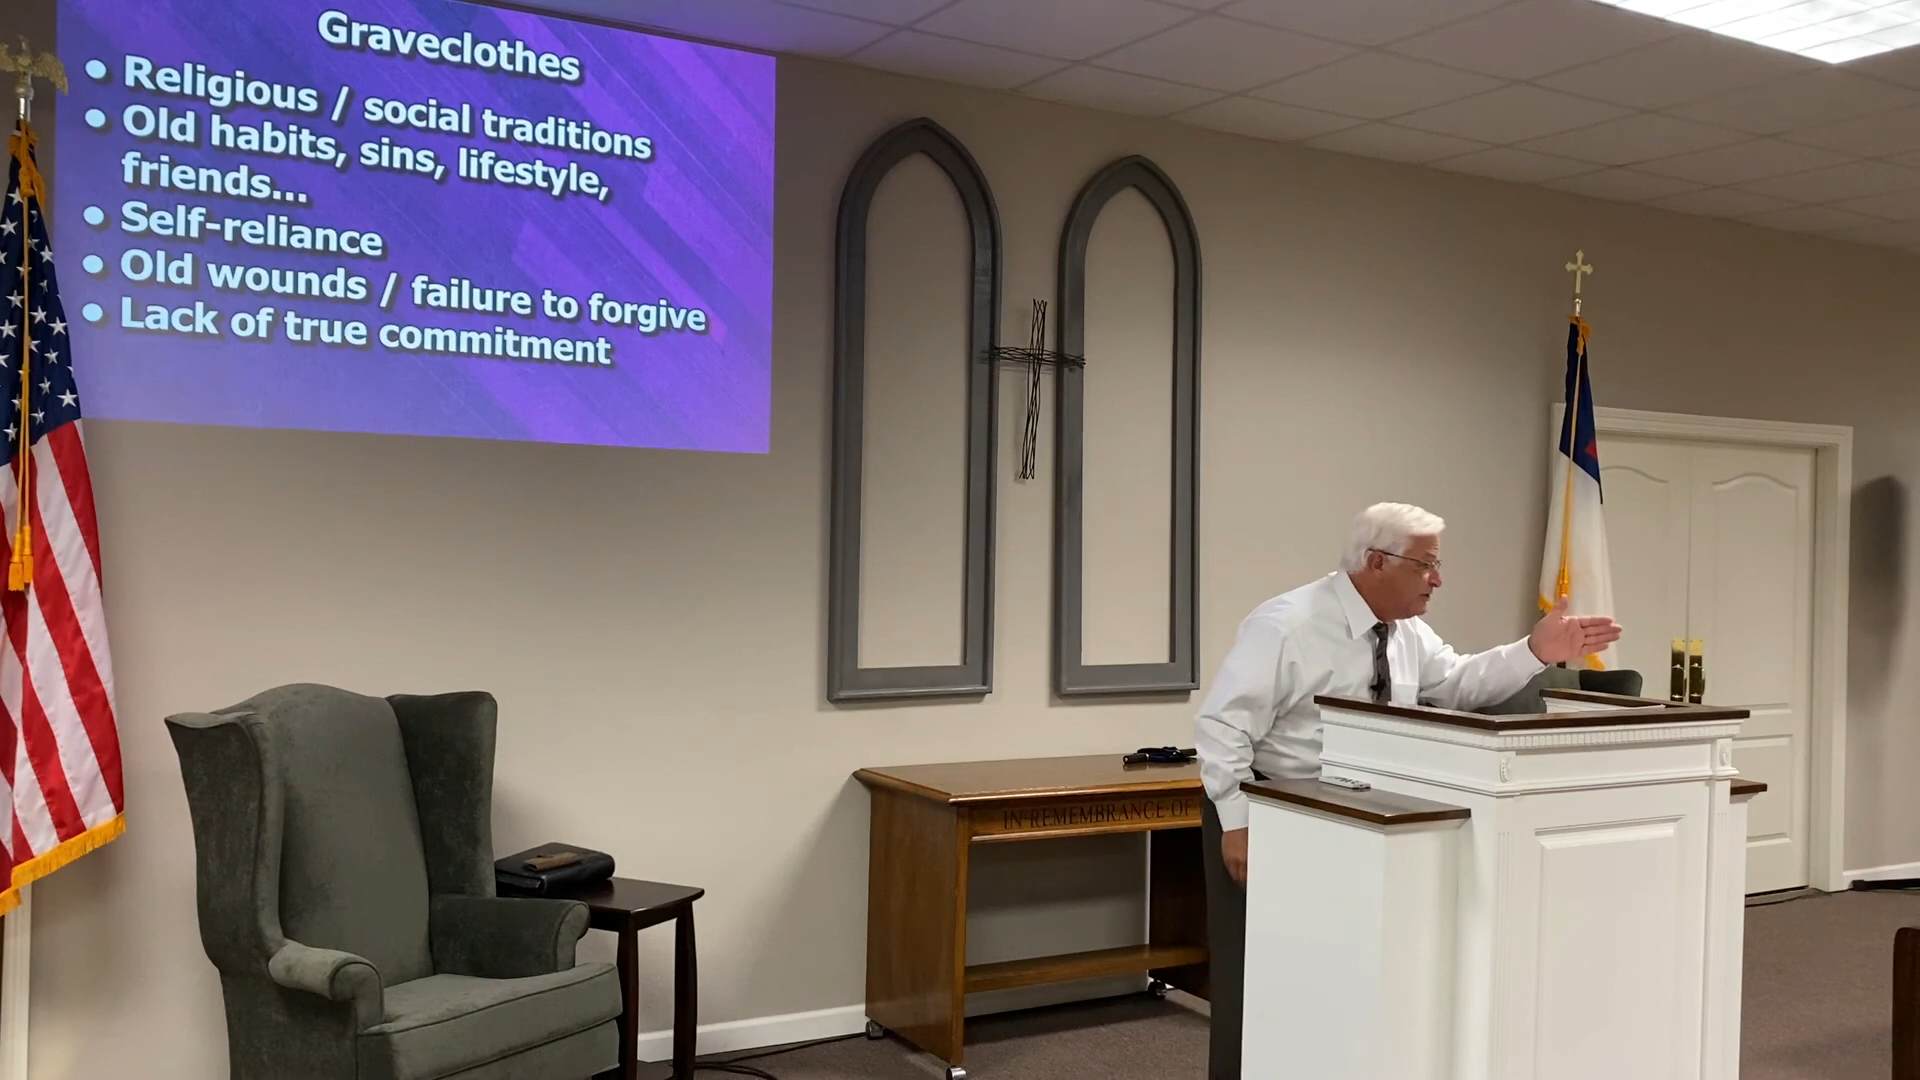 Graveclothes
● Religious / social traditions
● Old habits, sins, lifestyle,
friends...
● Self-reliance
● Old wounds / failure to forgive
● Lack of true commitment
IN REMEMBRANCE OF